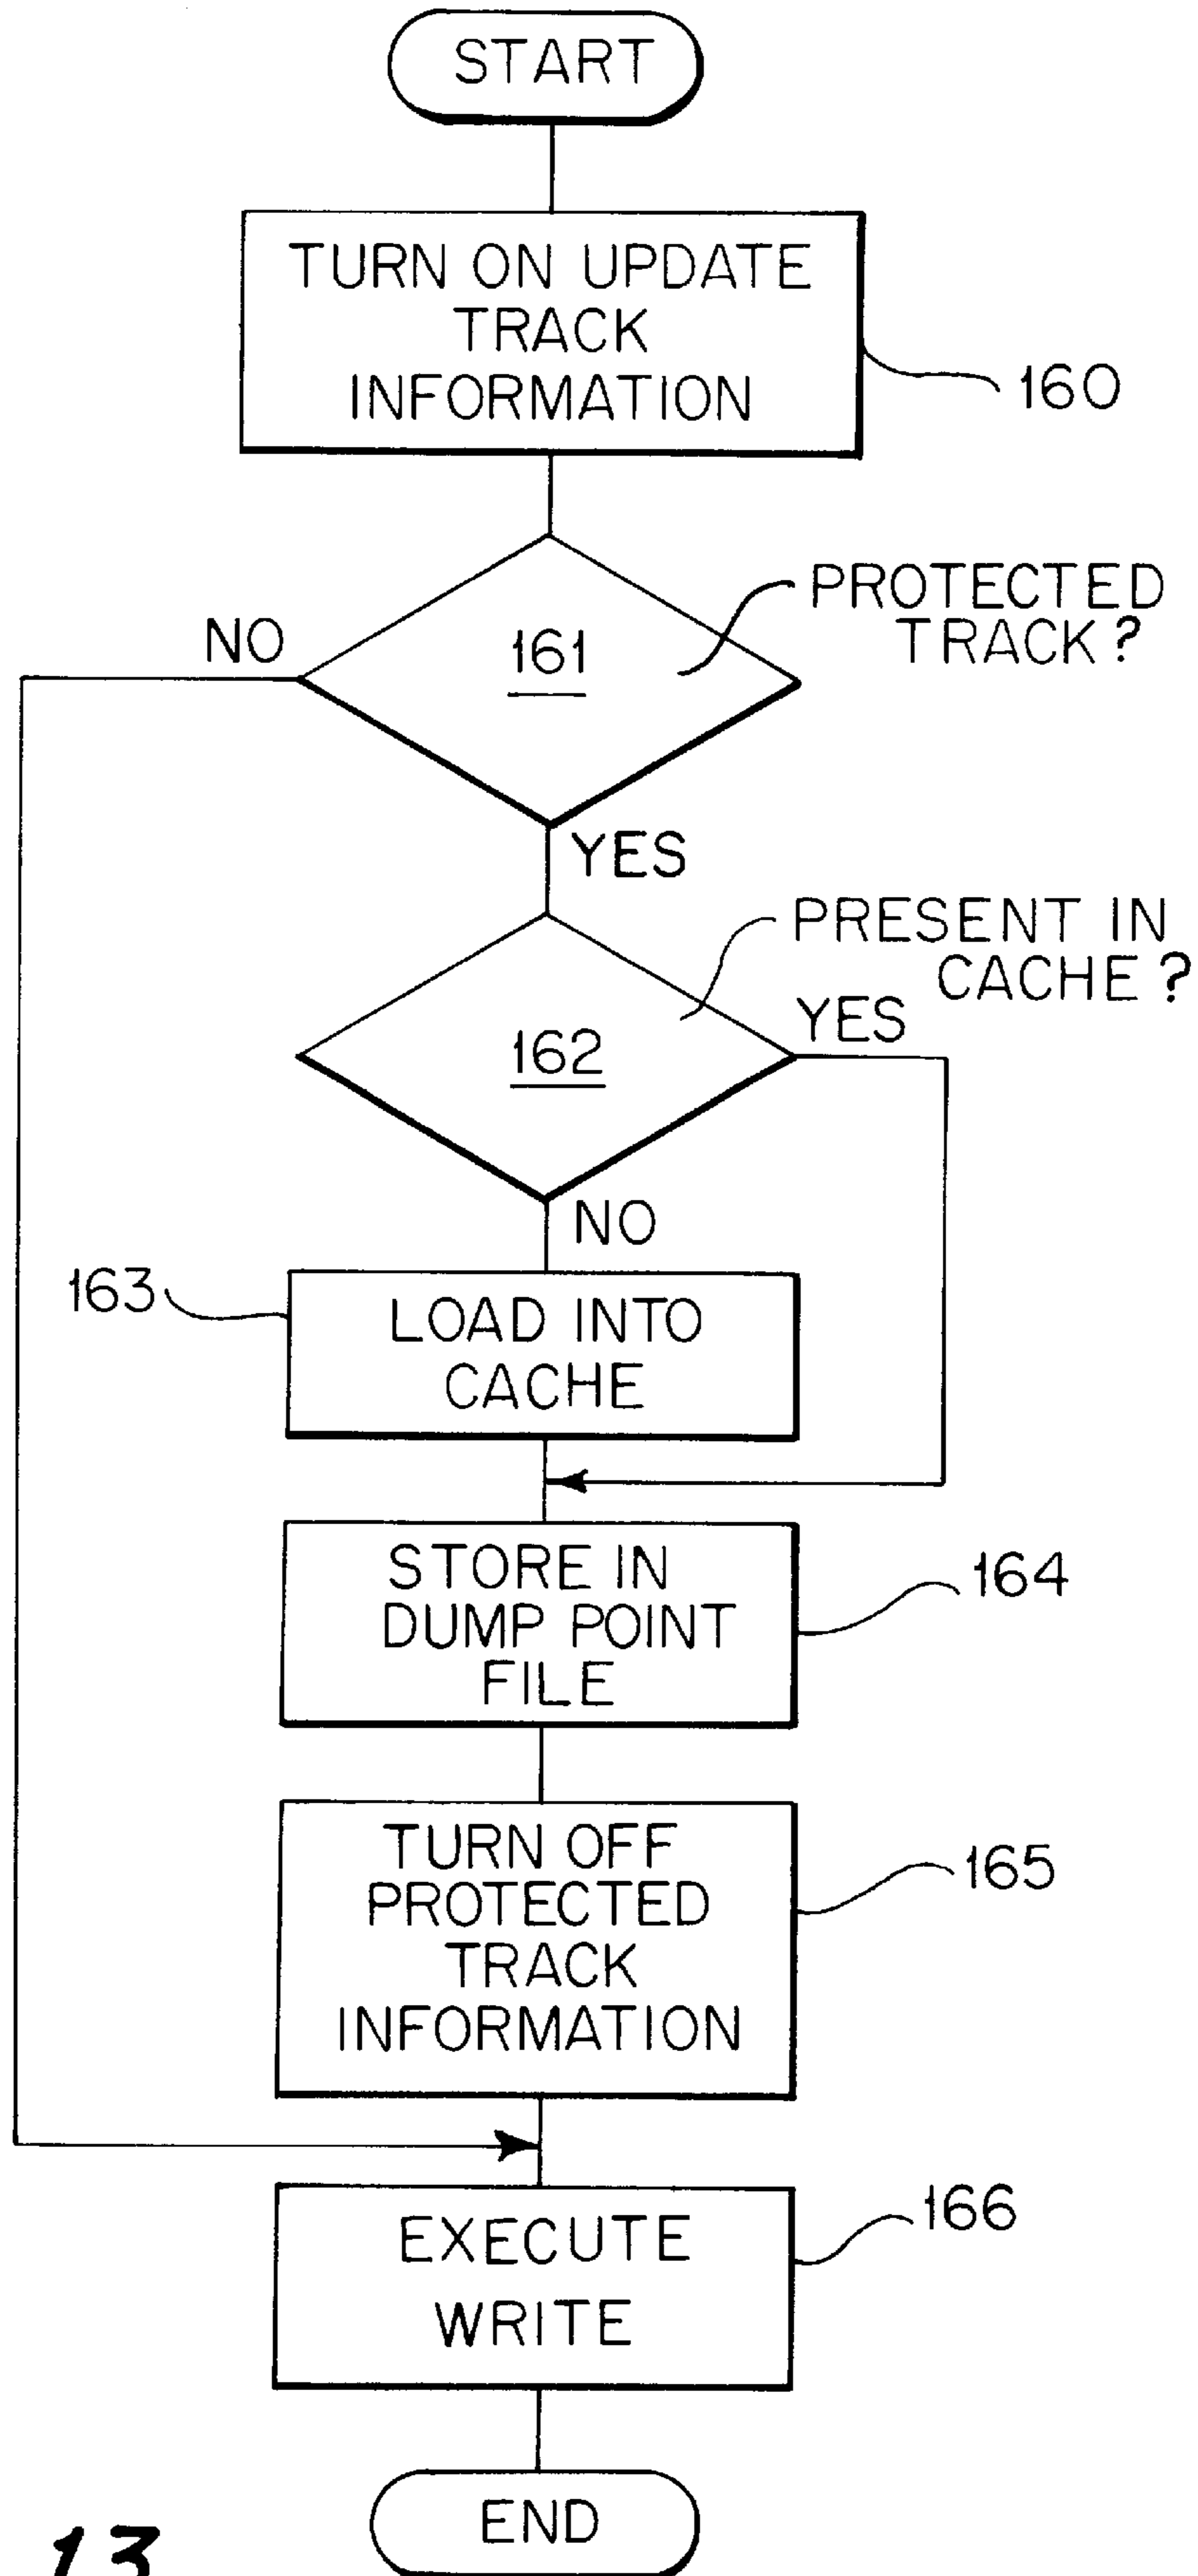 START
TURN ON UPDATE
TRACK
INFORMATION
160
PROTECTED
TRACK?
NO
161
YES
PRESENT IN
CACHE?
YES
162
NO
163
LOAD INTO
CACHE
STORE IN
DUMP POINT
FILE
164
TURN OFF
PROTECTED
TRACK
INFORMATION
165
166
EXECUTE
WRITE
END
13